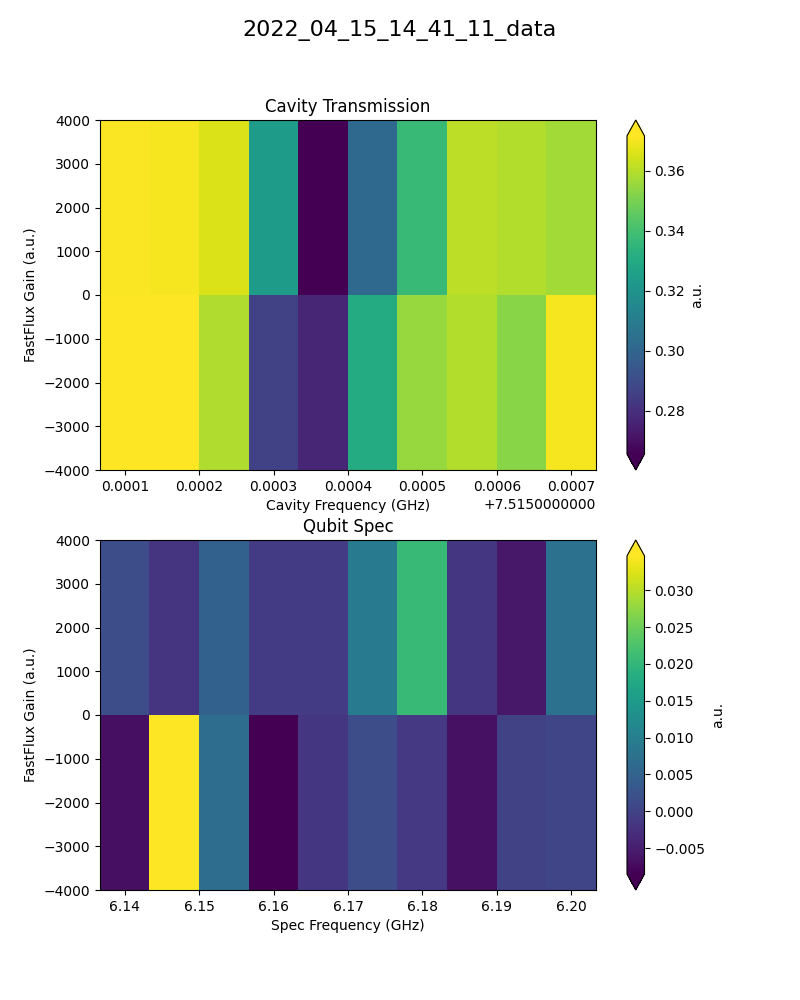 2022_04_15_14_41_11_data
Cavity Transmission
4000
3000
2000
1000
0
−1000
−2000
−3000
−4000
FastFlux Gain (a.u.)
0.0001 0.0002 0.0003 0.0004 0.0005 0.0006 0.0007
Cavity Frequency (GHz)
+7.5150000000
0.36
0.34
0.32
0.30
0.28
a.u.
Qubit Spec
4000
3000
2000
1000
0
−1000
−2000
−3000
−4000
FastFlux Gain (a.u.)
6.14 6.15 6.16 6.17 6.18 6.19 6.20
Spec Frequency (GHz)
0.030
0.025
0.020
0.015
0.010
0.005
0.000
−0.005
a.u.